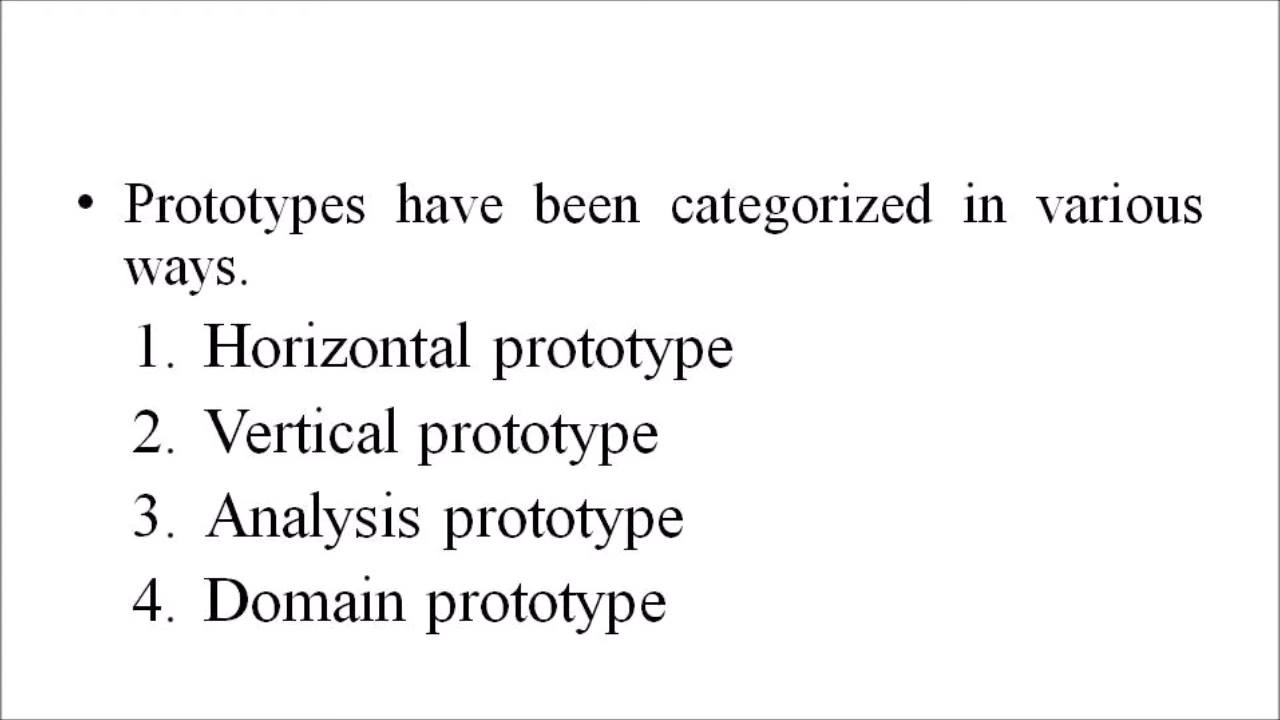 • Prototypes have been categorized in various
ways.
1. Horizontal prototype
2. Vertical prototype
3. Analysis prototype
4. Domain prototype